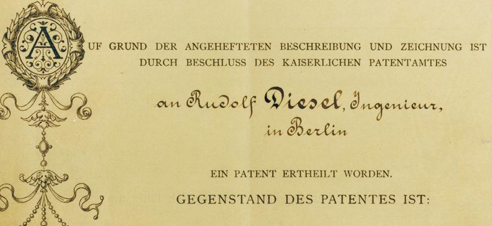 AUF GRUND DER ANGEHEFTETEN BESCHREIBUNG UND ZEICHNUNG IST
DURCH BESCHLUSS DES KAISERLICHEN PATENTAMTES
an Rudolf Diesel, Ingenieur,
in Berlin
EIN PATENT ERTHEILT WORDEN.
GEGENSTAND DES PATENTES IST: